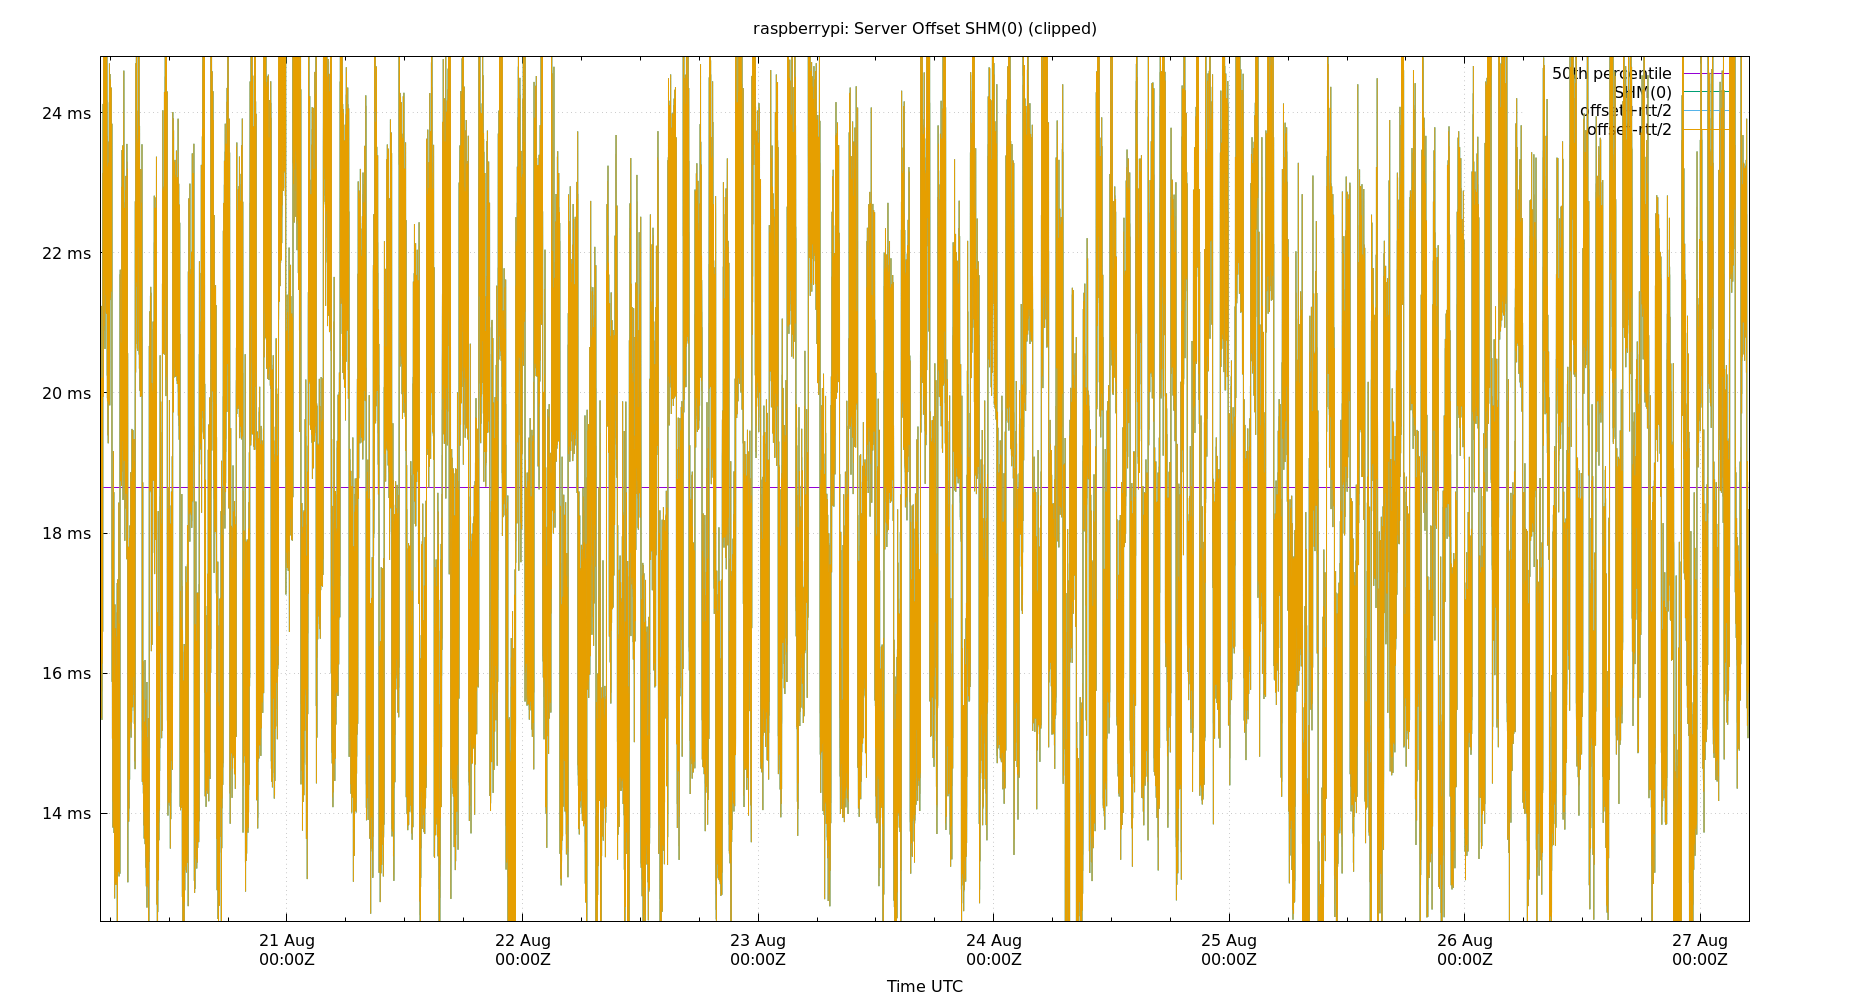 raspberrypi: Server Offset SHM(0) (clipped)
50th percentile
SHM(0)
offset+rtt/2
offset-rtt/2
24 ms
22 ms
20 ms
18 ms
16 ms
14 ms
21 Aug 22 Aug 23 Aug 24 Aug 25 Aug 26 Aug 27 Aug
00:00Z 00:00Z 00:00Z 00:00Z 00:00Z 00:00Z 00:00Z
Time UTC